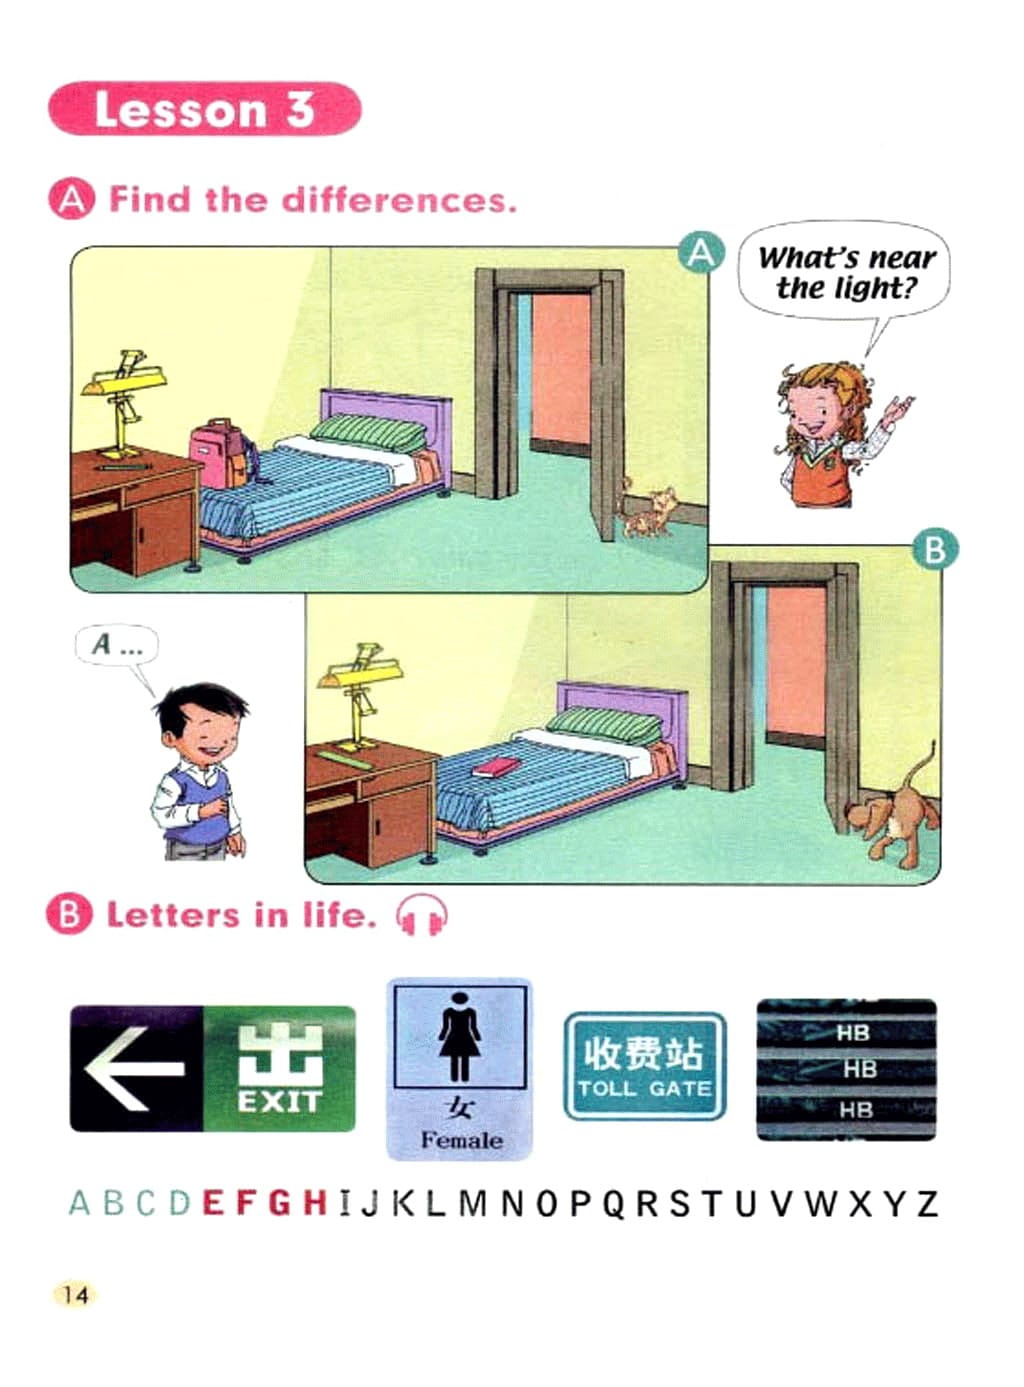 Lesson 3
A Find the differences.
A
What's near
the light?
B
A ...
B Letters in life.
出
EXIT
女
Female
收费站
TOLL GATE
HB
HB
HB
A B C D E F G H I J K L M N O P Q R S T U V W X Y Z
14